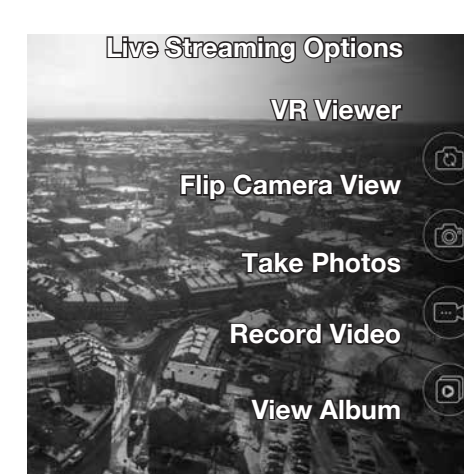 Live Streaming Options
VR Viewer
Flip Camera View
Take Photos
Record Video
View Album